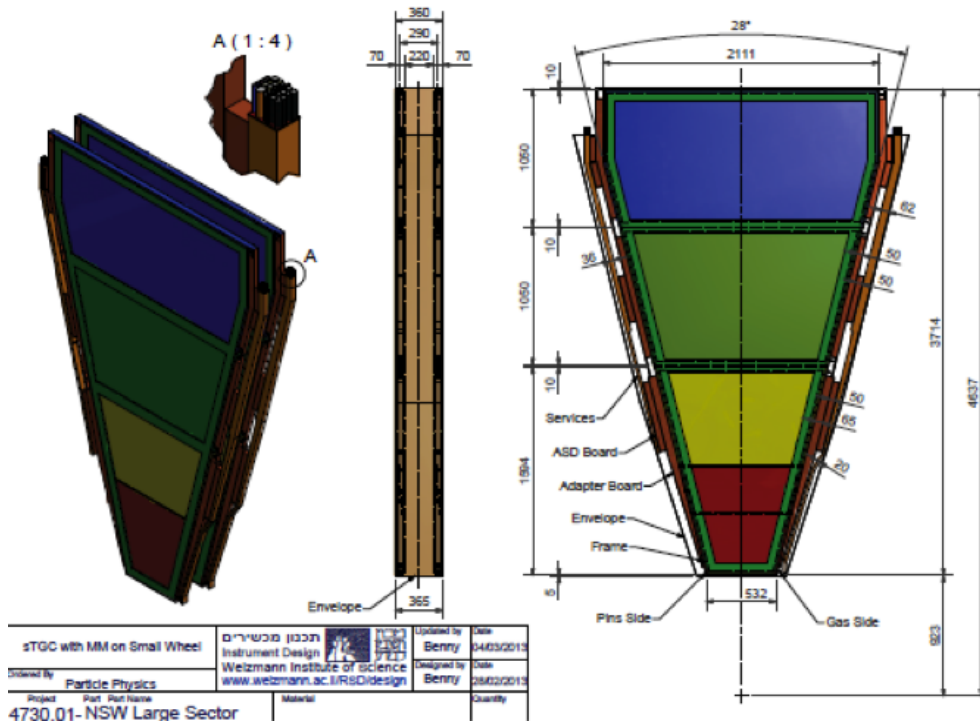 A ( 1 : 4 )
A
360
290
70
220
70
365
Envelope
28°
2111
10
1050
10
1050
10
1594
5
62
50
50
36
50
65
20
3714
4637
923
532
Services
ASD Board
Adapter Board
Envelope
Frame
Pins Side
Gas Side
sTGC with MM on Small Wheel
תכנון מכשירים
Instrument Design
Weizmann Institute of Science
www.weizmann.ac.il/RSD/design
Updated by
Benny
Date
04/03/2013
Designed by
Benny
Date
28/02/2013
Ordered By
Particle Physics
Project
Part
Part Name
4730.01- NSW Large Sector
Material
Quantity